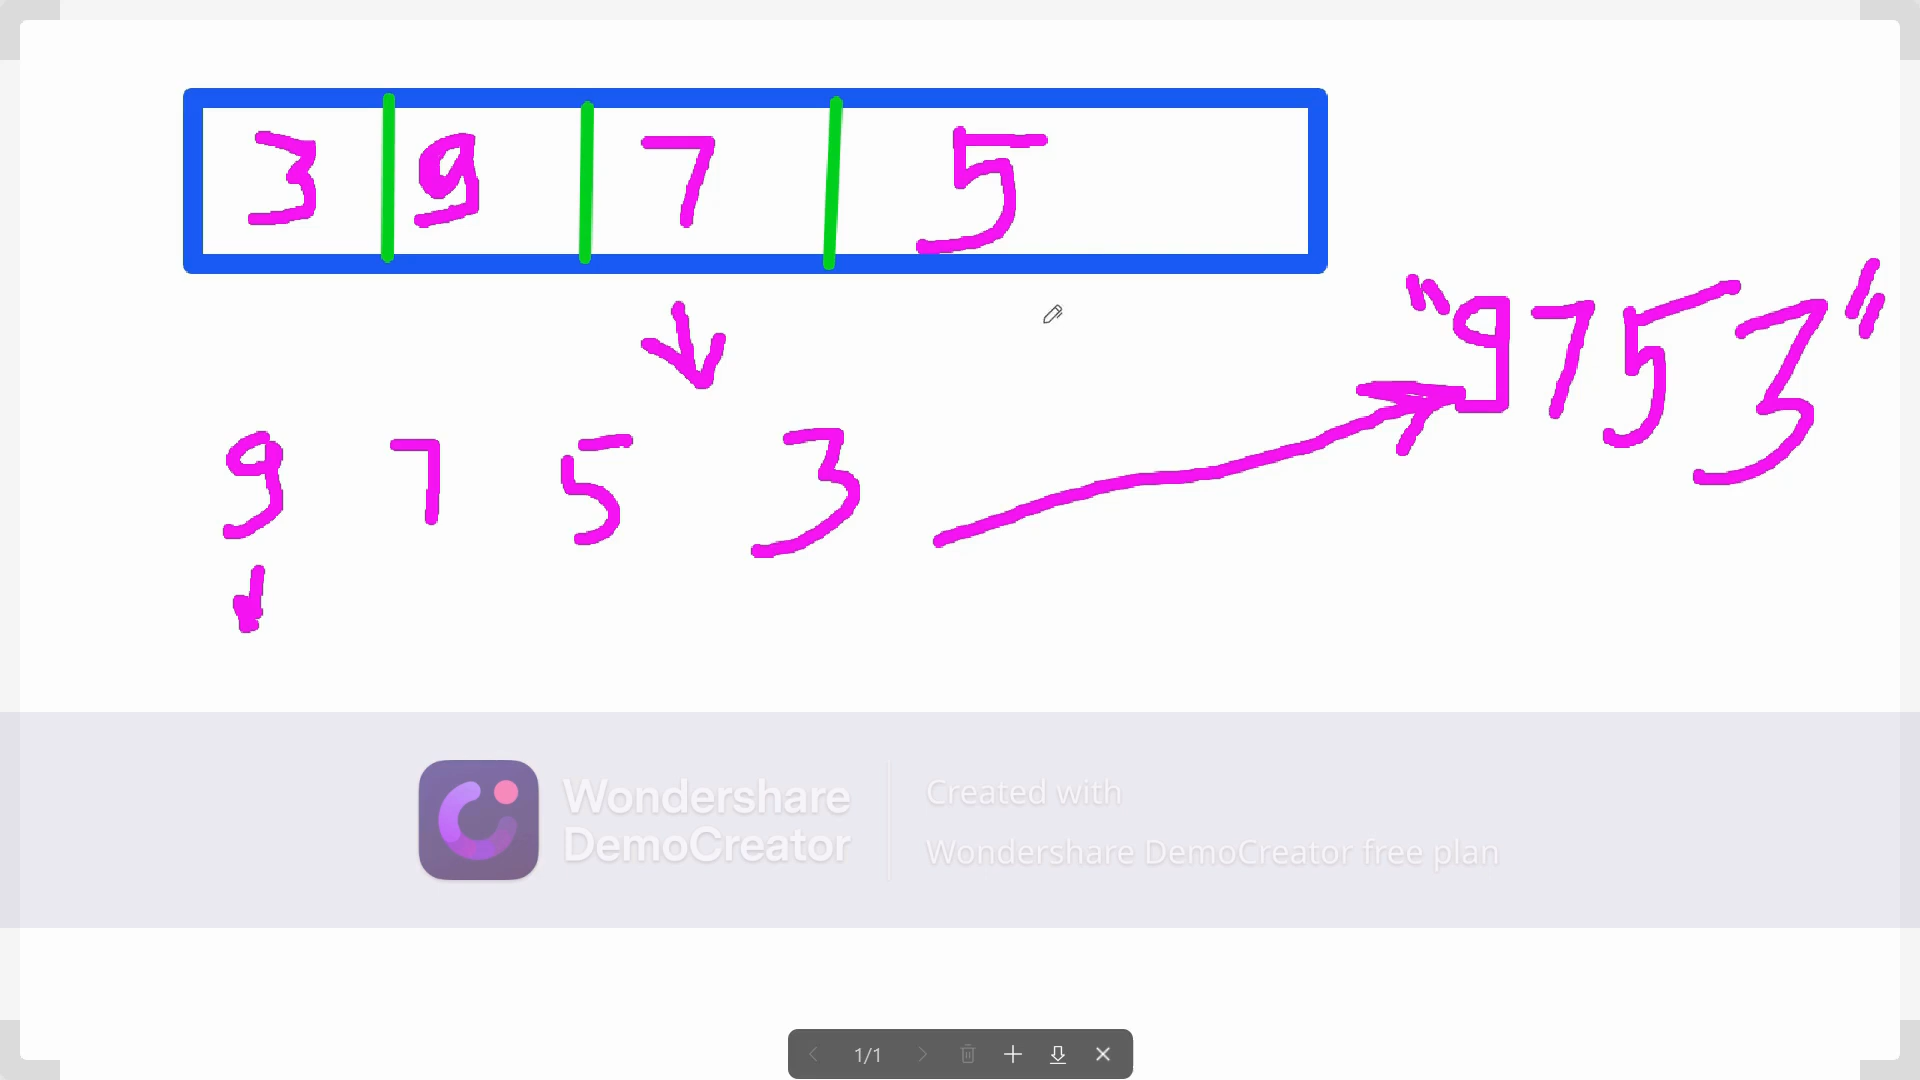 3 9 7 5
"9753"
9 7 5 3
Wondershare
DemoCreator
Created with
Wondershare DemoCreator free plan
1/1